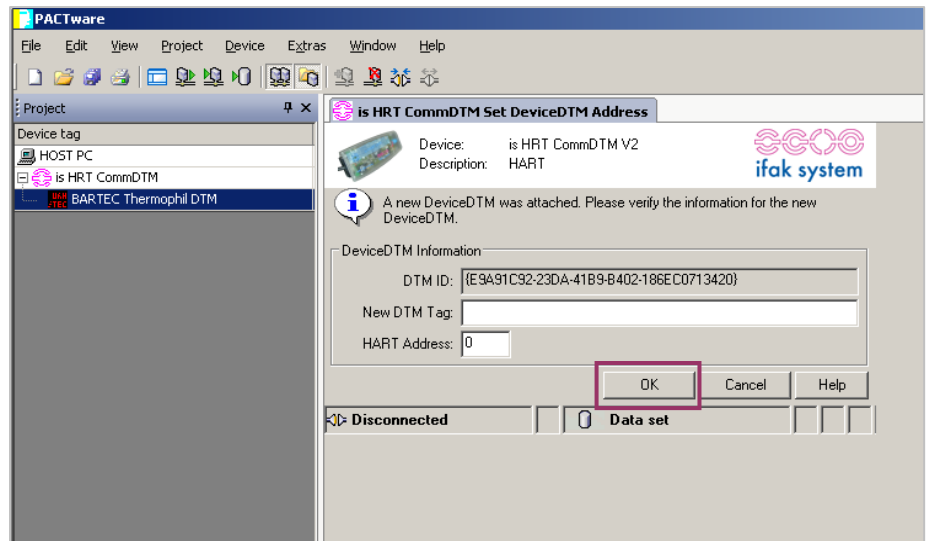 PACTware
File Edit View Project Device Extras Window Help
Project
is HRT CommDTM Set DeviceDTM Address
Device tag
HOST PC
is HRT CommDTM
BARTEC Thermophil DTM
Device: is HRT CommDTM V2
Description: HART
ifak system
A new DeviceDTM was attached. Please verify the information for the new
DeviceDTM.
DeviceDTM Information
DTM ID: {E9A91C92-23DA-41B9-B402-186EC0713420}
New DTM Tag:
HART Address: 0
OK Cancel Help
Disconnected Data set